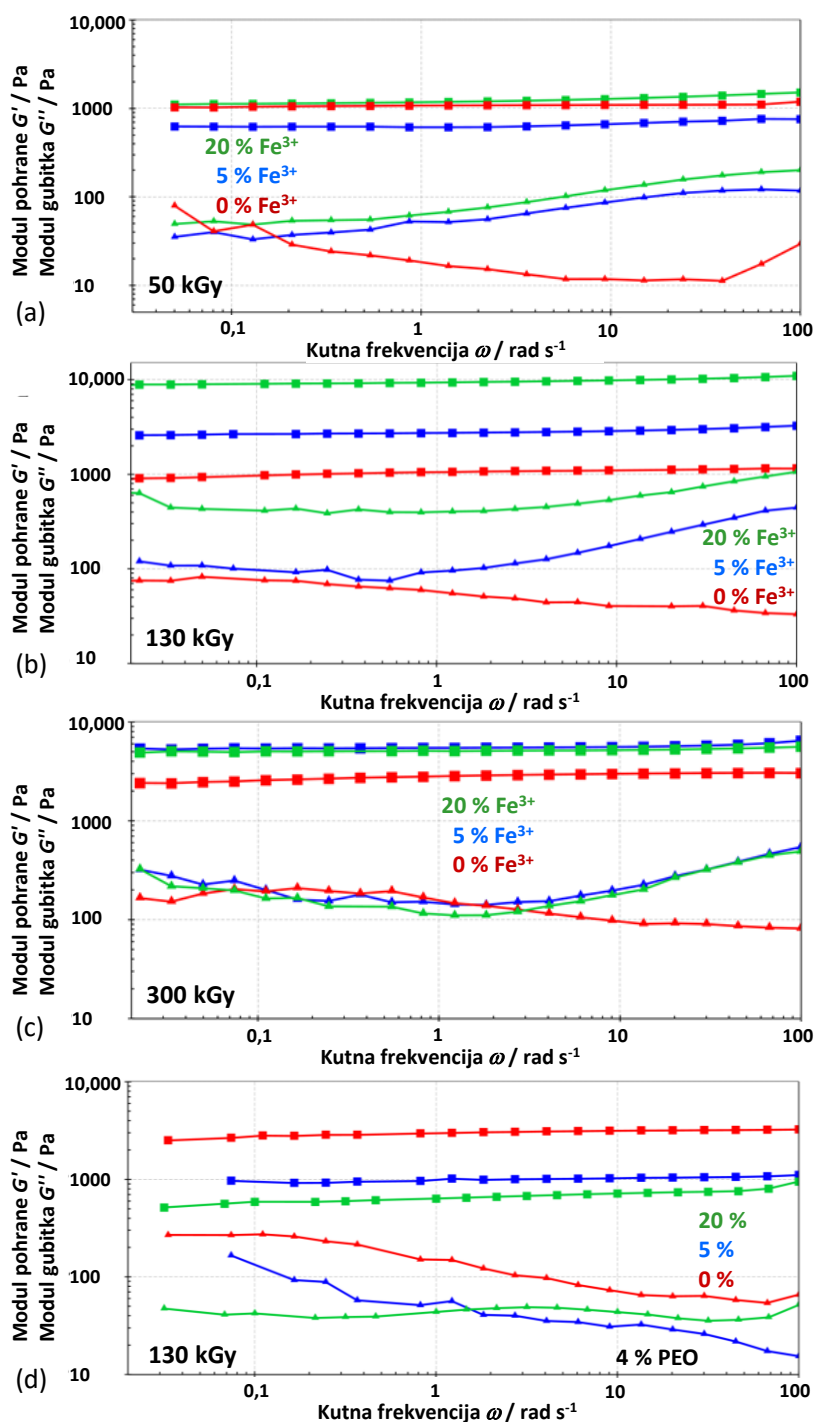 10,000
1000
100
10
Modul pohrane G′ / Pa
Modul gubitka G′′ / Pa
20 % Fe³⁺
5 % Fe³⁺
0 % Fe³⁺
50 kGy
(a)
0,1 1 10 100
Kutna frekvencija ω / rad s⁻¹
10,000
1000
100
10
Modul pohrane G′ / Pa
Modul gubitka G′′ / Pa
20 % Fe³⁺
5 % Fe³⁺
0 % Fe³⁺
130 kGy
(b)
0,1 1 10 100
Kutna frekvencija ω / rad s⁻¹
10,000
1000
100
10
Modul pohrane G′ / Pa
Modul gubitka G′′ / Pa
20 % Fe³⁺
5 % Fe³⁺
0 % Fe³⁺
300 kGy
(c)
0,1 1 10 100
Kutna frekvencija ω / rad s⁻¹
10,000
1000
100
10
Modul pohrane G′ / Pa
Modul gubitka G′′ / Pa
20 %
5 %
0 %
4 % PEO
130 kGy
(d)
0,1 1 10 100
Kutna frekvencija ω / rad s⁻¹